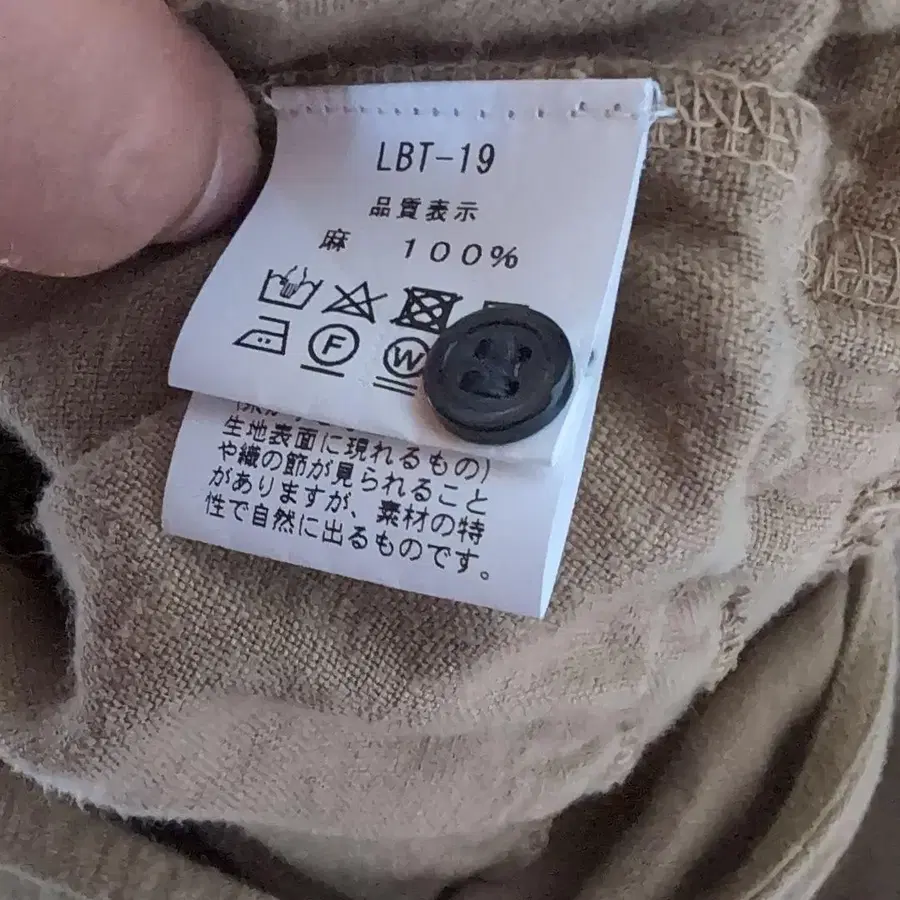 LBT-19
品質表示
麻 100%
F W
生地表面に現れるもの)
や繊の節が見られること
がありますが、素材の特
性で自然に出るものです。